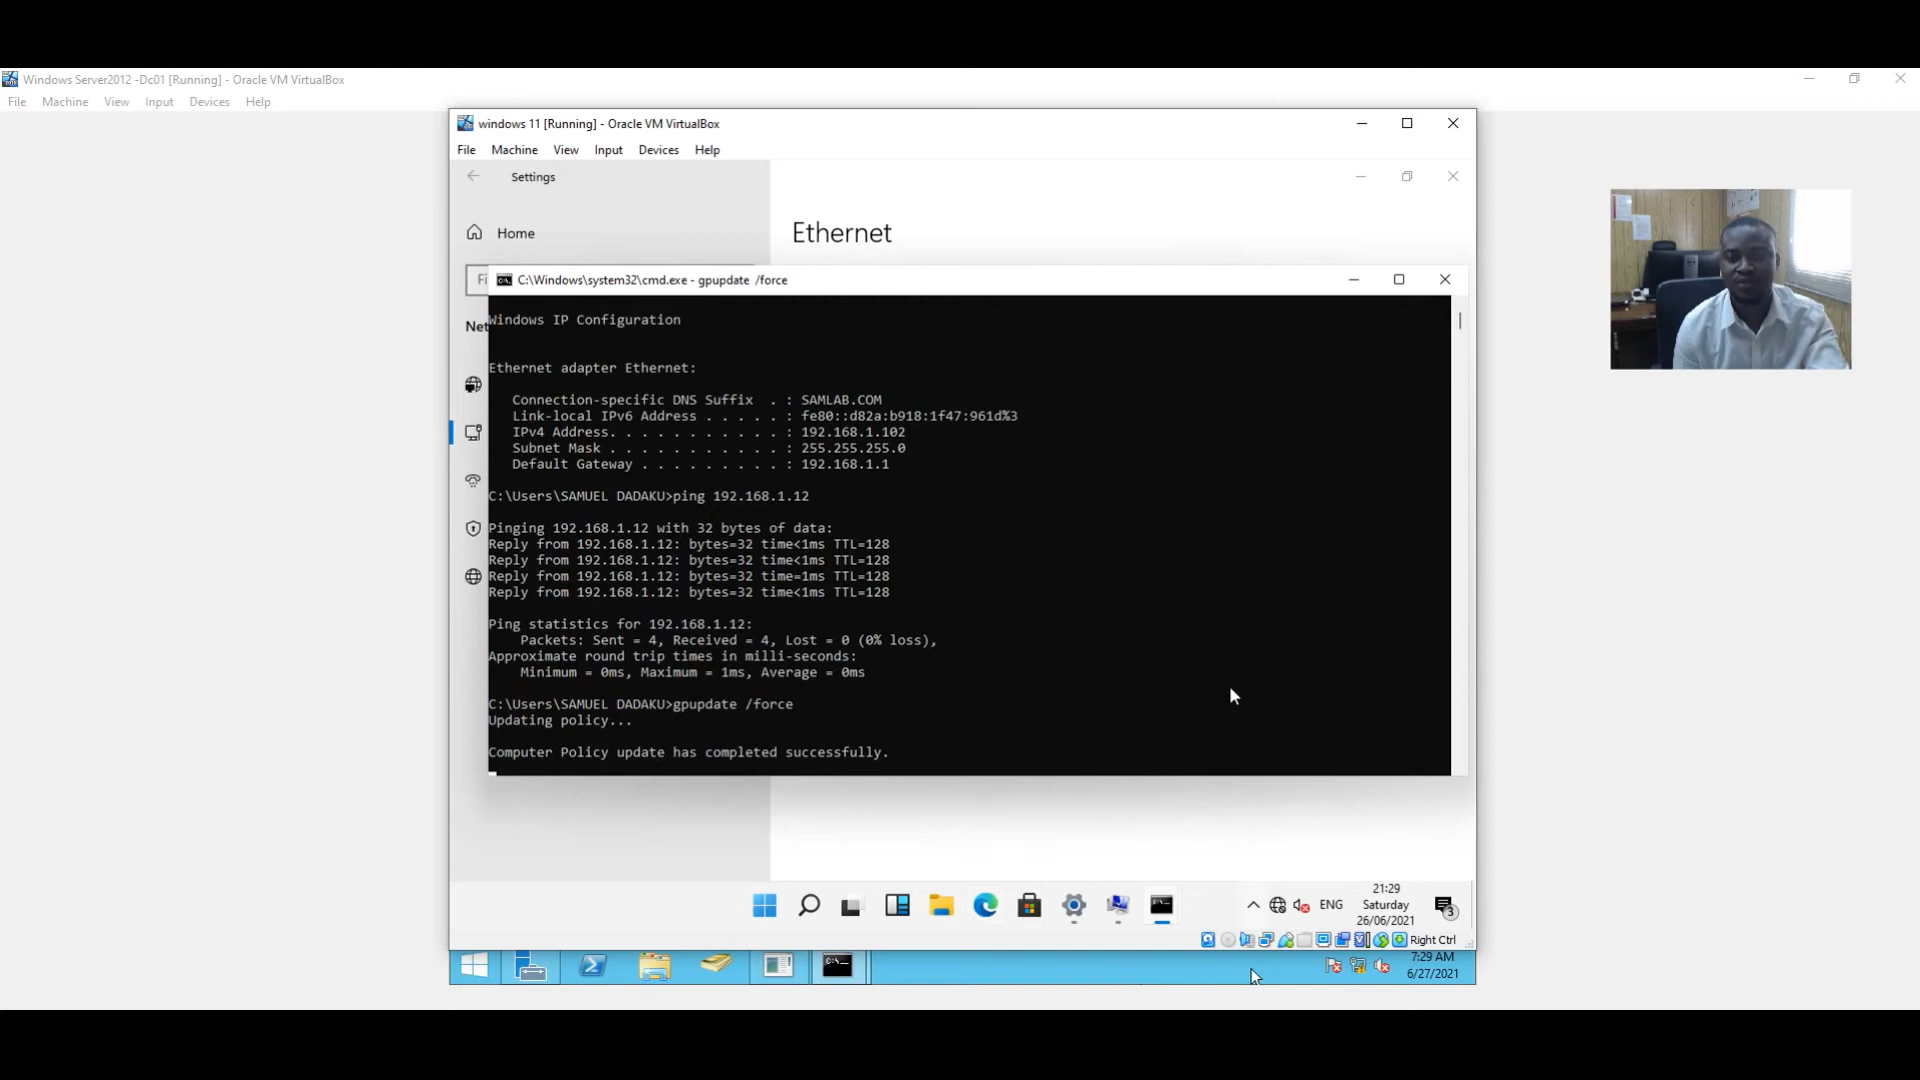 Windows Server2012 -Dc01 [Running] - Oracle VM VirtualBox
File Machine View Input Devices Help
windows 11 [Running] - Oracle VM VirtualBox
File Machine View Input Devices Help
Settings
Home
Ethernet
Fi
C:\Windows\system32\cmd.exe - gpupdate /force
Net
Windows IP Configuration
Ethernet adapter Ethernet:
Connection-specific DNS Suffix . : SAMLAB.COM
Link-local IPv6 Address . . . . . : fe80::d82a:b918:1f47:961d%3
IPv4 Address. . . . . . . . . . . : 192.168.1.102
Subnet Mask . . . . . . . . . . . : 255.255.255.0
Default Gateway . . . . . . . . . : 192.168.1.1
C:\Users\SAMUEL DADAKU>ping 192.168.1.12
Pinging 192.168.1.12 with 32 bytes of data:
Reply from 192.168.1.12: bytes=32 time<1ms TTL=128
Reply from 192.168.1.12: bytes=32 time<1ms TTL=128
Reply from 192.168.1.12: bytes=32 time=1ms TTL=128
Reply from 192.168.1.12: bytes=32 time<1ms TTL=128
Ping statistics for 192.168.1.12:
Packets: Sent = 4, Received = 4, Lost = 0 (0% loss),
Approximate round trip times in milli-seconds:
Minimum = 0ms, Maximum = 1ms, Average = 0ms
C:\Users\SAMUEL DADAKU>gpupdate /force
Updating policy...
Computer Policy update has completed successfully.
ENG
21:29
Saturday
26/06/2021
3
Right Ctrl
7:29 AM
6/27/2021